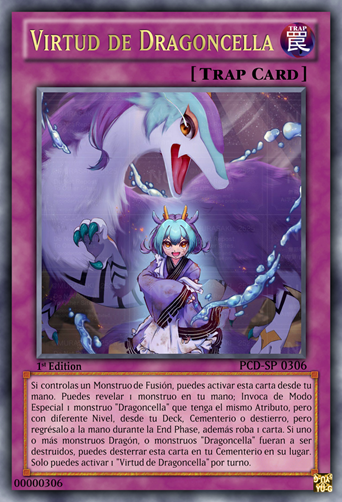 VIRTUD DE DRAGONCELLA
TRAP
罠
[ TRAP CARD ]
1st Edition
PCD-SP 0306
Si controlas un Monstruo de Fusión, puedes activar esta carta desde tu
mano. Puedes revelar 1 monstruo en tu mano; Invoca de Modo
Especial 1 monstruo "Dragoncella" que tenga el mismo Atributo, pero
con diferente Nivel, desde tu Deck, Cementerio o destierro, pero
regrésalo a la mano durante la End Phase, además roba 1 carta. Si uno
o más monstruos Dragón, o monstruos "Dragoncella" fueran a ser
destruidos, puedes desterrar esta carta en tu Cementerio en su lugar.
Solo puedes activar 1 "Virtud de Dragoncella" por turno.
00000306